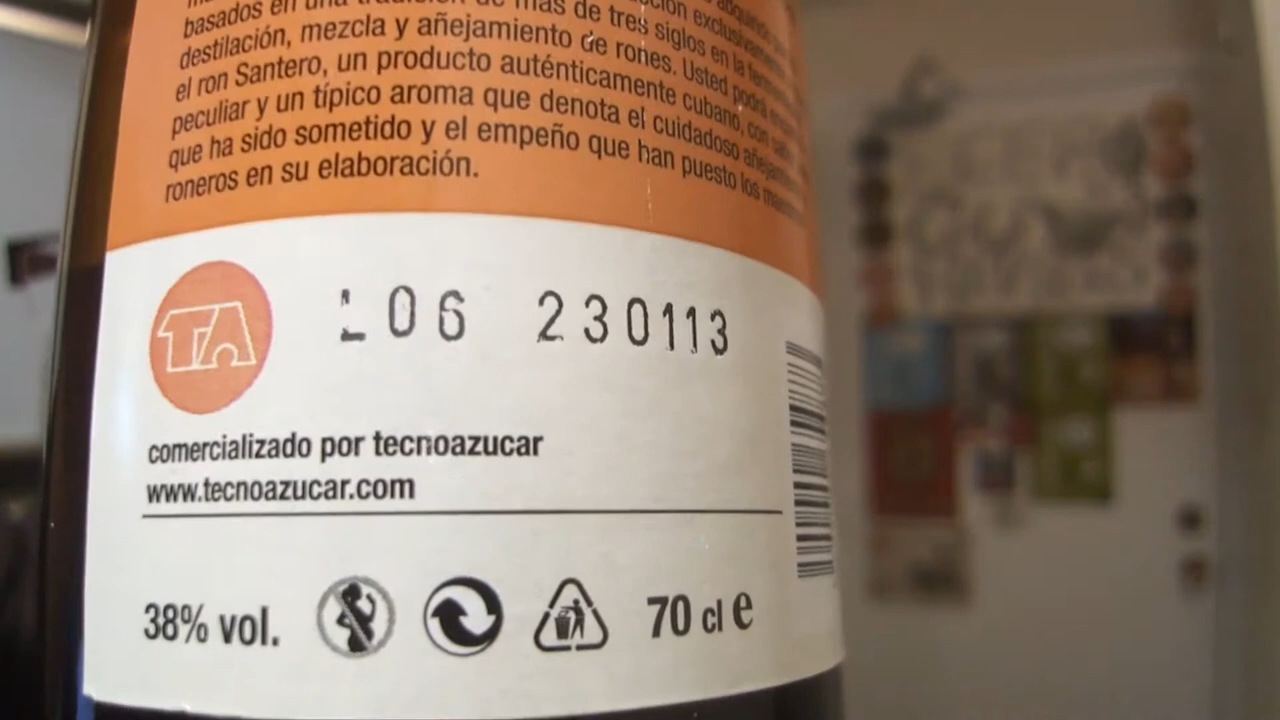 basados en una tradición de más de tres siglos en la
destilación, mezcla y añejamiento de rones. Usted podrá
el ron Santero, un producto auténticamente cubano, con
peculiar y un típico aroma que denota el cuidadoso
que ha sido sometido y el empeño que han puesto los
roneros en su elaboración.
TA
L06 230113
comercializado por tecnoazucar
www.tecnoazucar.com
38% vol.
70 cl e